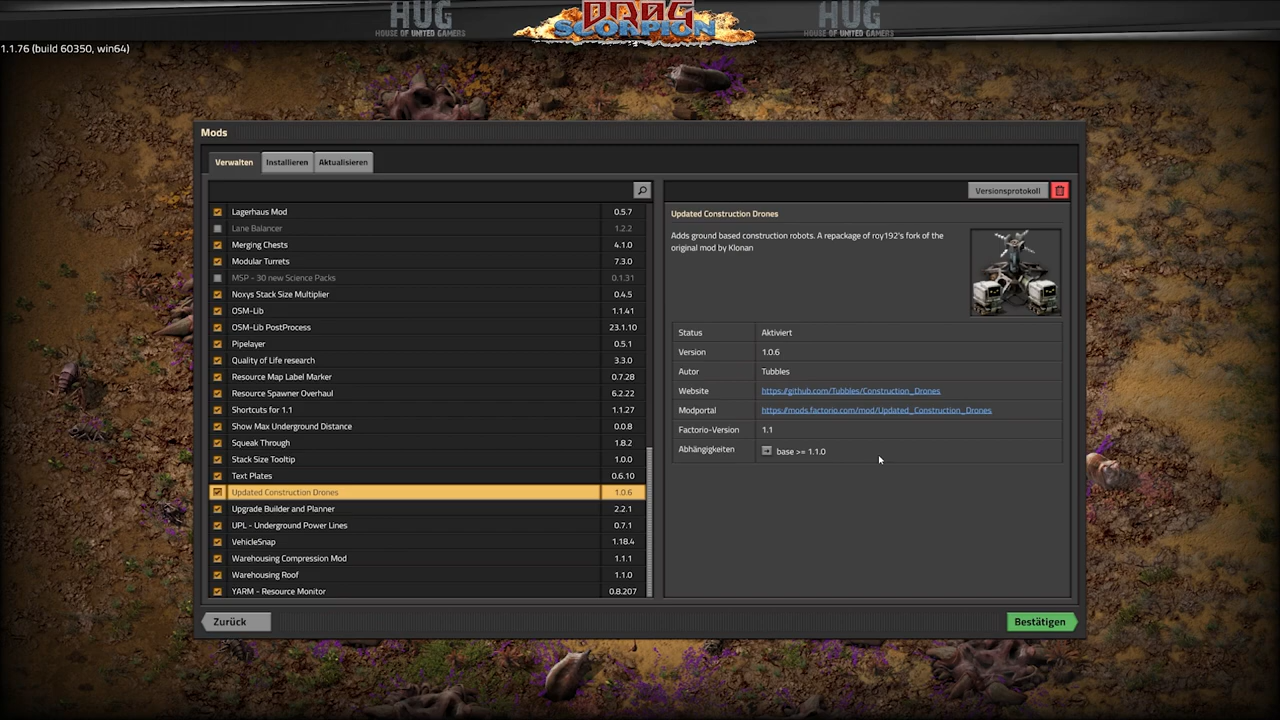 HUG
HOUSE OF UNITED GAMERS
DRAG
SCORPION
HUG
HOUSE OF UNITED GAMERS
1.1.76 (build 60350, win64)
Mods
Verwalten
Installieren
Aktualisieren
Versionsprotokoll
Lagerhaus Mod 0.5.7
Lane Balancer 1.2.2
Merging Chests 4.1.0
Modular Turrets 7.3.0
MSP - 30 new Science Packs 0.1.31
Noxys Stack Size Multiplier 0.4.5
OSM-Lib 1.1.41
OSM-Lib PostProcess 23.1.10
Pipelayer 0.5.1
Quality of Life research 3.3.0
Resource Map Label Marker 0.7.28
Resource Spawner Overhaul 6.2.22
Shortcuts for 1.1 1.1.27
Show Max Underground Distance 0.0.8
Squeak Through 1.8.2
Stack Size Tooltip 1.0.0
Text Plates 0.6.10
Updated Construction Drones 1.0.6
Upgrade Builder and Planner 2.2.1
UPL - Underground Power Lines 0.7.1
VehicleSnap 1.18.4
Warehousing Compression Mod 1.1.1
Warehousing Roof 1.1.0
YARM - Resource Monitor 0.8.207
Updated Construction Drones
Adds ground based construction robots. A repackage of roy192's fork of the
original mod by Klonan
Status Aktiviert
Version 1.0.6
Autor Tubbles
Website https://github.com/Tubbles/Construction_Drones
Modportal https://mods.factorio.com/mod/Updated_Construction_Drones
Factorio-Version 1.1
Abhängigkeiten base >= 1.1.0
Zurück
Bestätigen